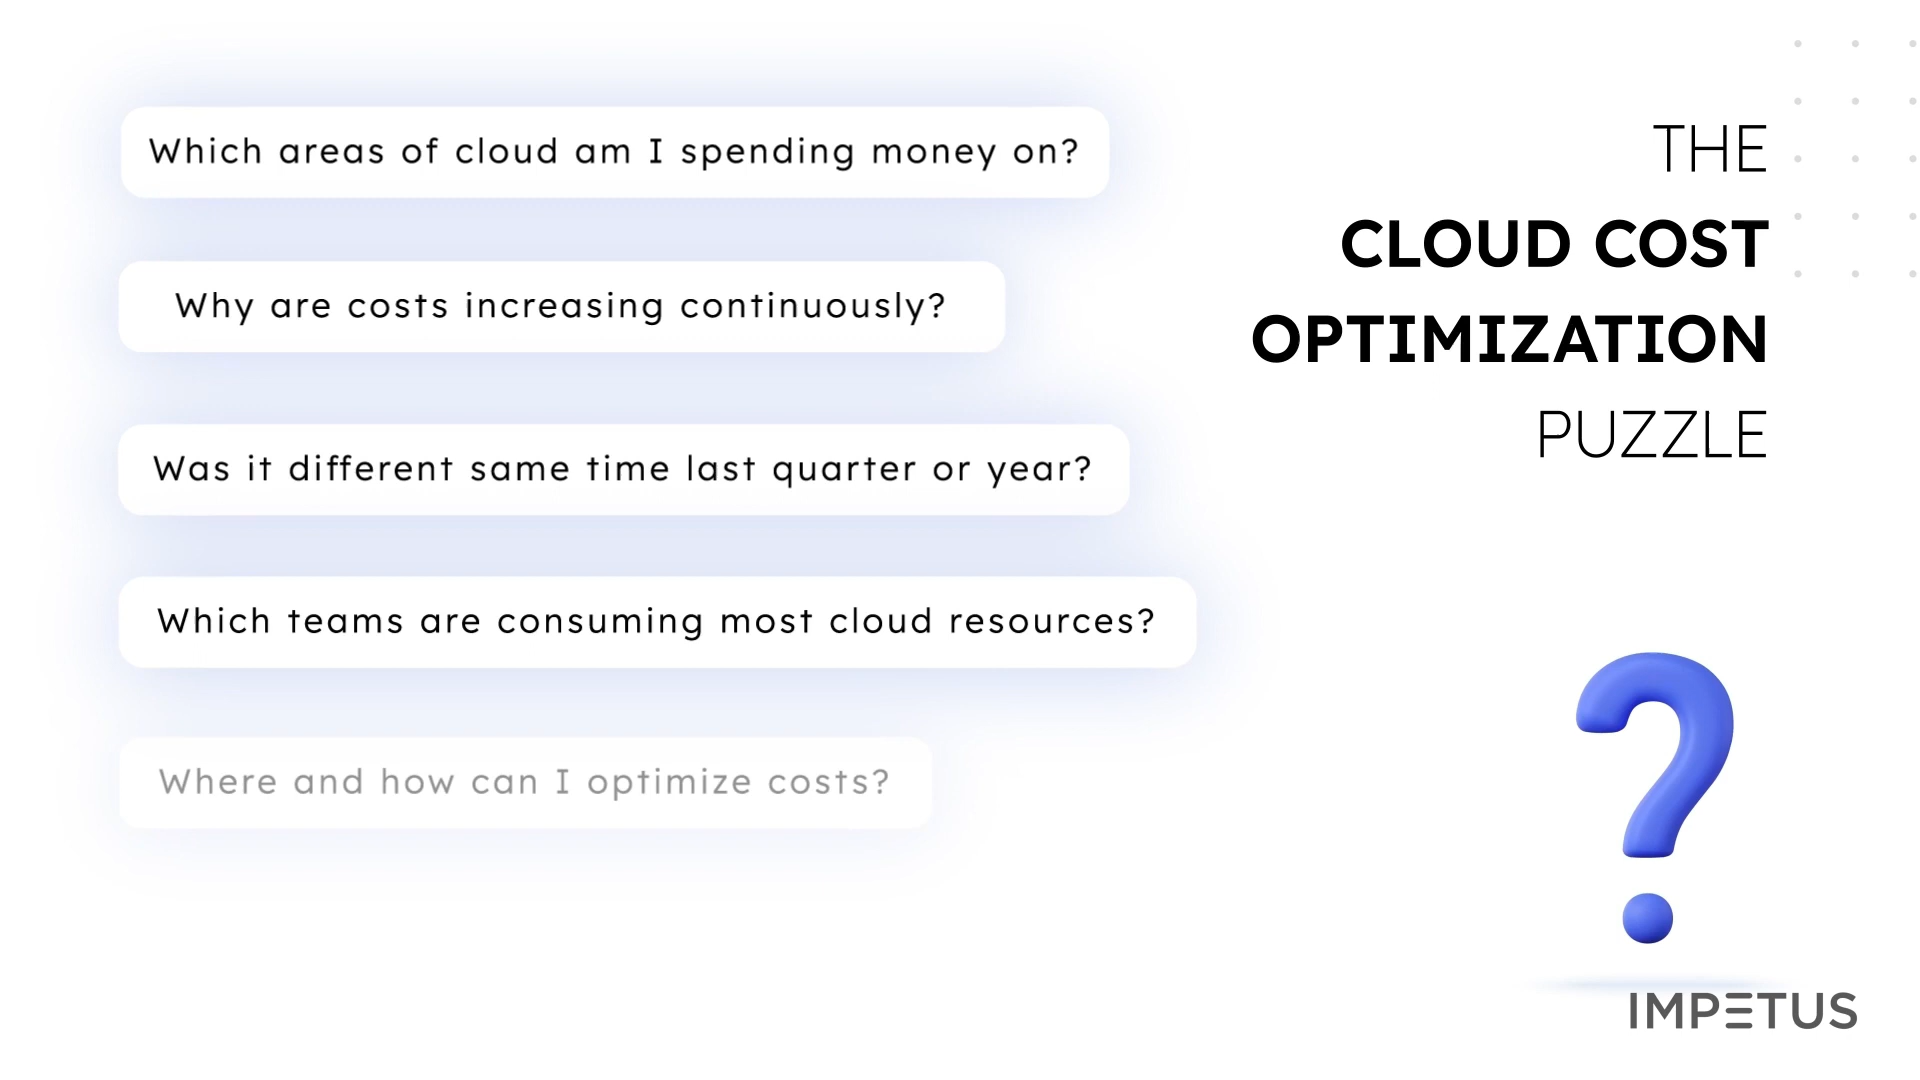 Which areas of cloud am I spending money on?
Why are costs increasing continuously?
Was it different same time last quarter or year?
Which teams are consuming most cloud resources?
Where and how can I optimize costs?
THE
CLOUD COST
OPTIMIZATION
PUZZLE
?
IMPETUS